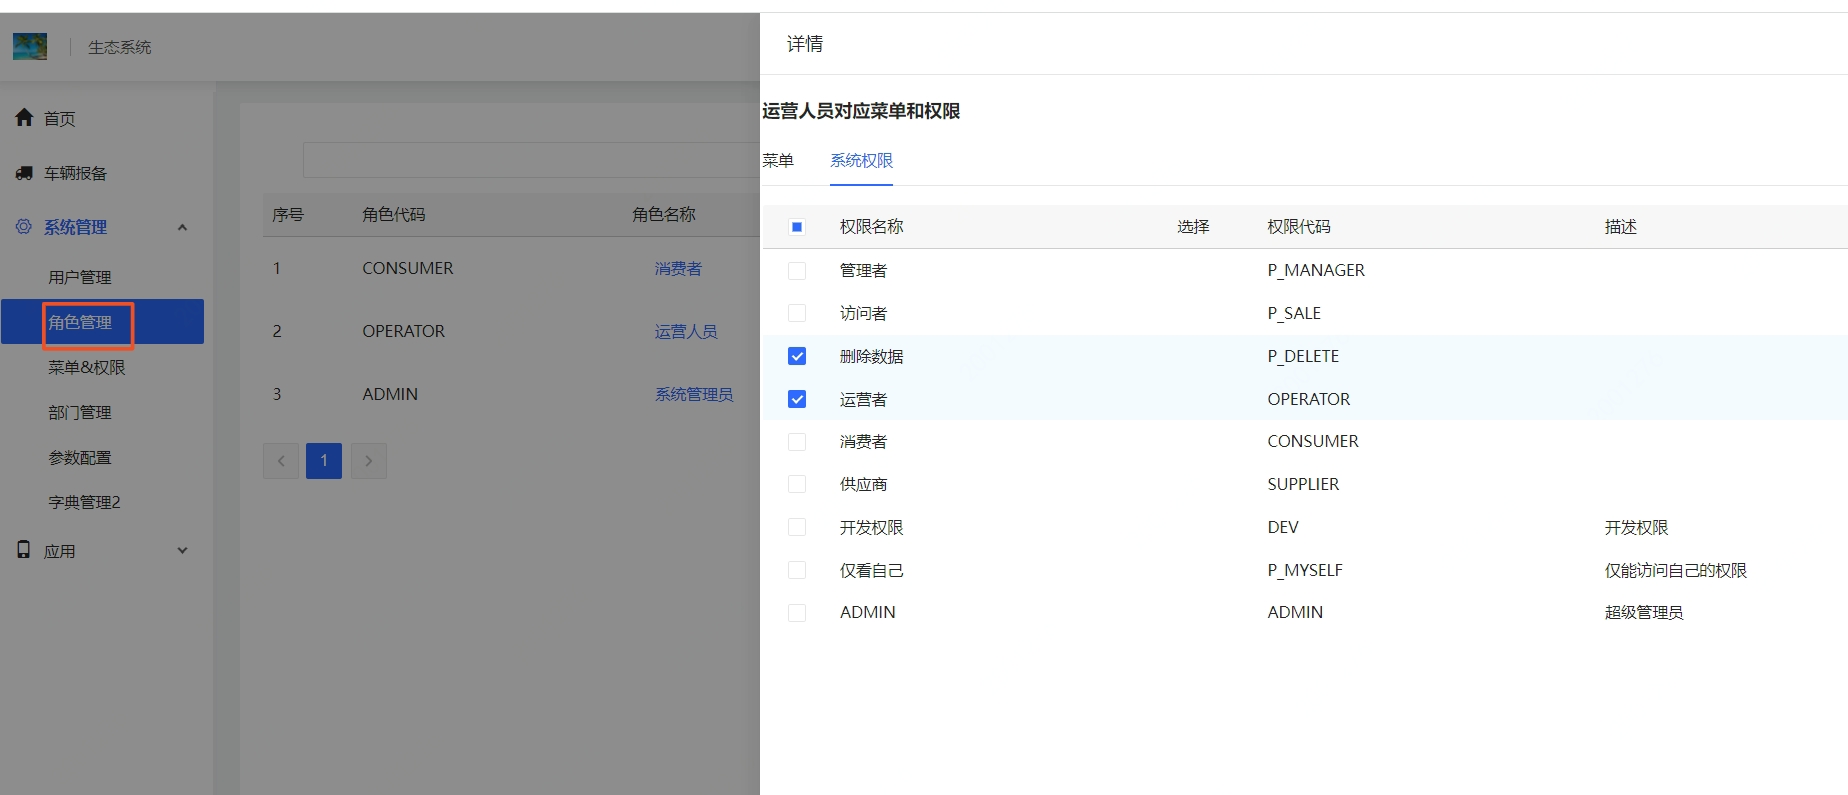 生态系统
首页
车辆报备
系统管理
用户管理
角色管理
菜单&权限
部门管理
参数配置
字典管理2
应用
序号 角色代码 角色名称
1 CONSUMER 消费者
2 OPERATOR 运营人员
3 ADMIN 系统管理员
1
详情
运营人员对应菜单和权限
菜单 系统权限
权限名称 选择 权限代码 描述
管理者 P_MANAGER
访问者 P_SALE
删除数据 P_DELETE
运营者 OPERATOR
消费者 CONSUMER
供应商 SUPPLIER
开发权限 DEV 开发权限
仅看自己 P_MYSELF 仅能访问自己的权限
ADMIN ADMIN 超级管理员